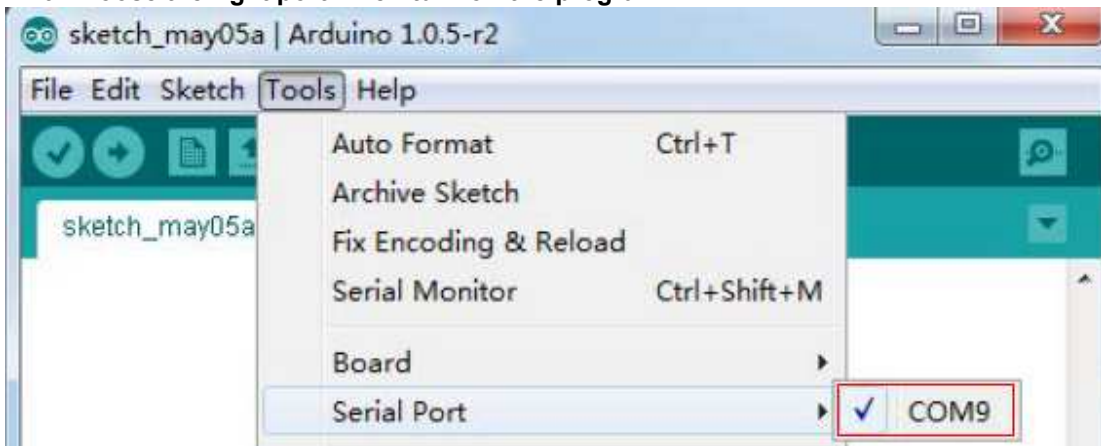 sketch_may05a | Arduino 1.0.5-r2
File Edit Sketch Tools Help
Auto Format Ctrl+T
Archive Sketch
sketch_may05a
Fix Encoding & Reload
Serial Monitor Ctrl+Shift+M
Board
Serial Port
COM9